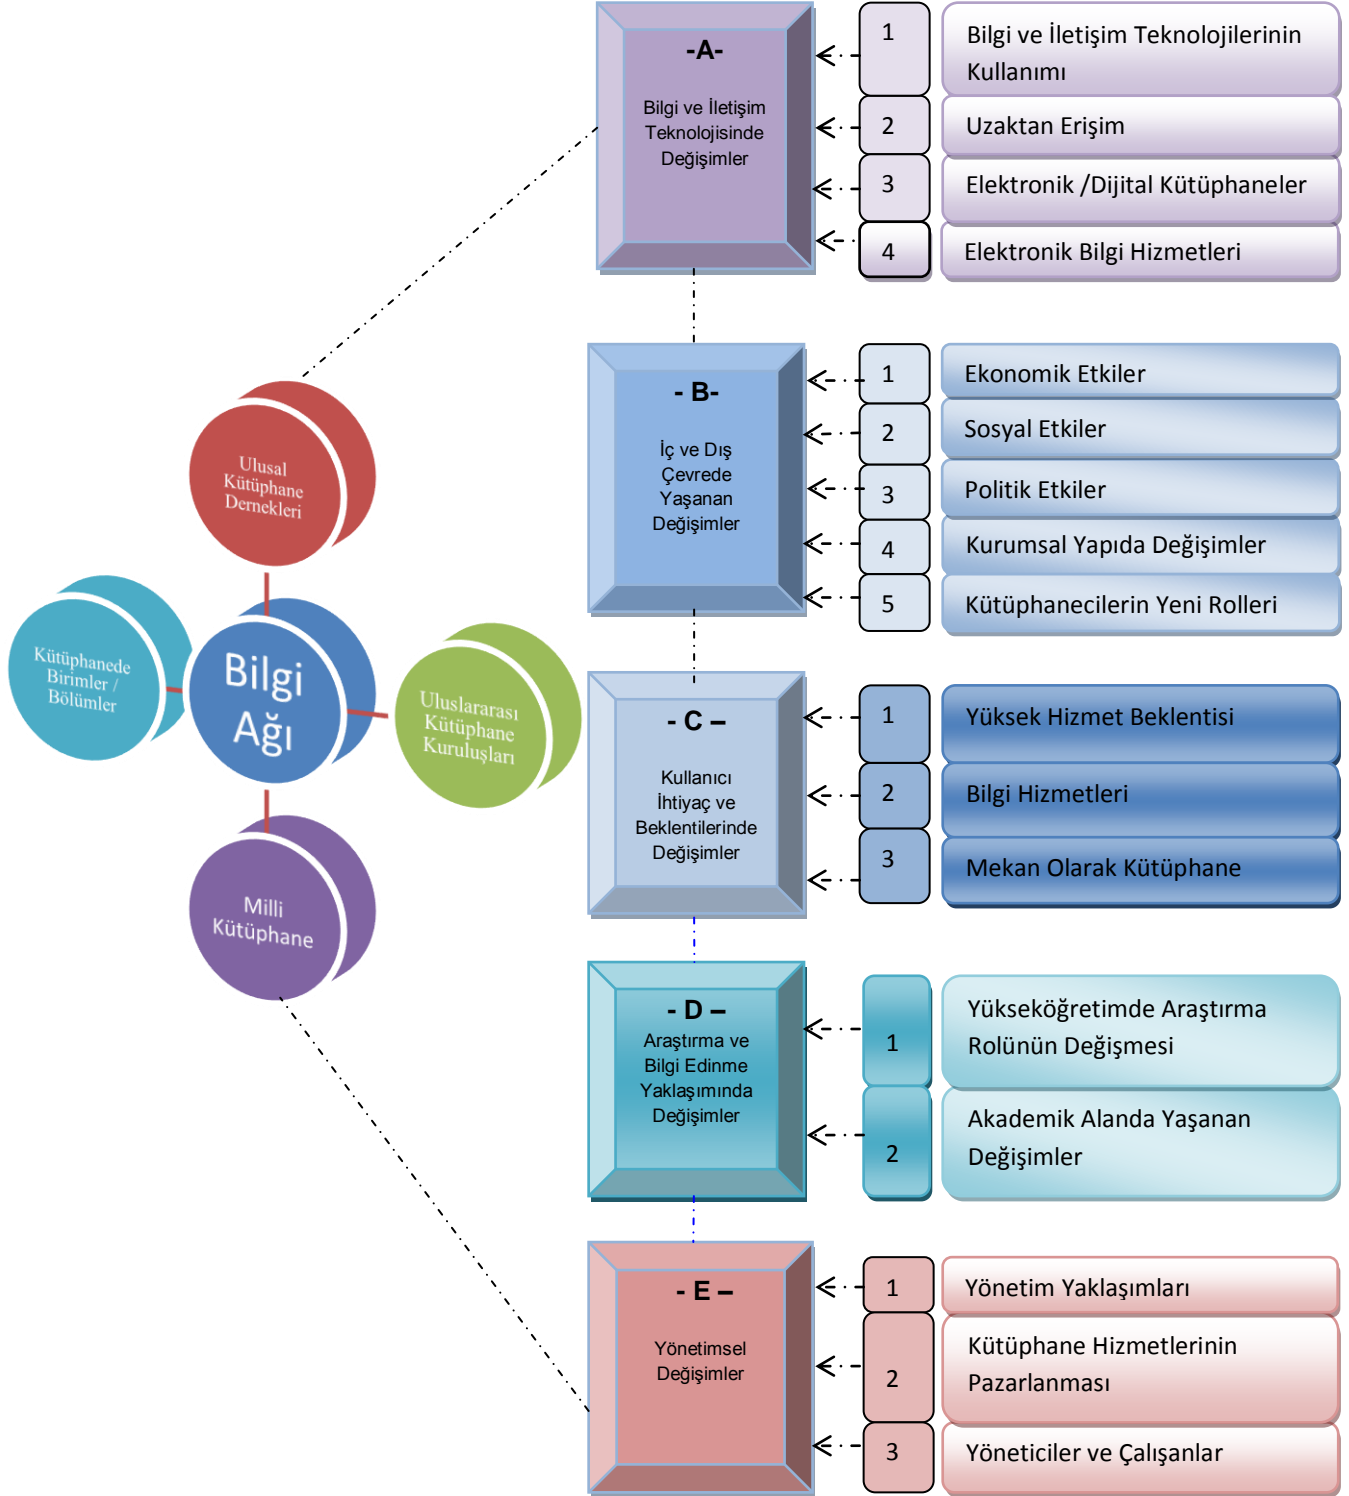 Ulusal
Kütüphane
Dernekleri
Kütüphanede
Birimler /
Bölümler
Bilgi
Ağı
Uluslararası
Kütüphane
Kuruluşları
Milli
Kütüphane
-A-
Bilgi ve İletişim
Teknolojisinde
Değişimler
1
Bilgi ve İletişim Teknolojilerinin
Kullanımı
2
Uzaktan Erişim
3
Elektronik /Dijital Kütüphaneler
4
Elektronik Bilgi Hizmetleri
- B-
İç ve Dış
Çevrede
Yaşanan
Değişimler
1
Ekonomik Etkiler
2
Sosyal Etkiler
3
Politik Etkiler
4
Kurumsal Yapıda Değişimler
5
Kütüphanecilerin Yeni Rolleri
- C –
Kullanıcı
İhtiyaç ve
Beklentilerinde
Değişimler
1
Yüksek Hizmet Beklentisi
2
Bilgi Hizmetleri
3
Mekan Olarak Kütüphane
- D –
Araştırma ve
Bilgi Edinme
Yaklaşımında
Değişimler
1
Yükseköğretimde Araştırma
Rolünün Değişmesi
2
Akademik Alanda Yaşanan
Değişimler
- E –
Yönetimsel
Değişimler
1
Yönetim Yaklaşımları
2
Kütüphane Hizmetlerinin
Pazarlanması
3
Yöneticiler ve Çalışanlar